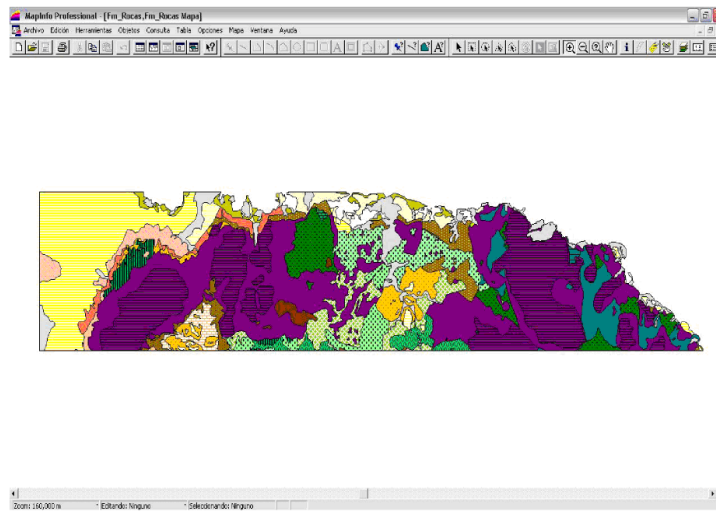 MapInfo Professional - [Fm_Rocas,Fm_Rocas Mapa]
Archivo Edición Herramientas Objetos Consulta Tabla Opciones Mapa Ventana Ayuda
Zoom: 160,000 m Editando: Ninguno Seleccionando: Ninguno